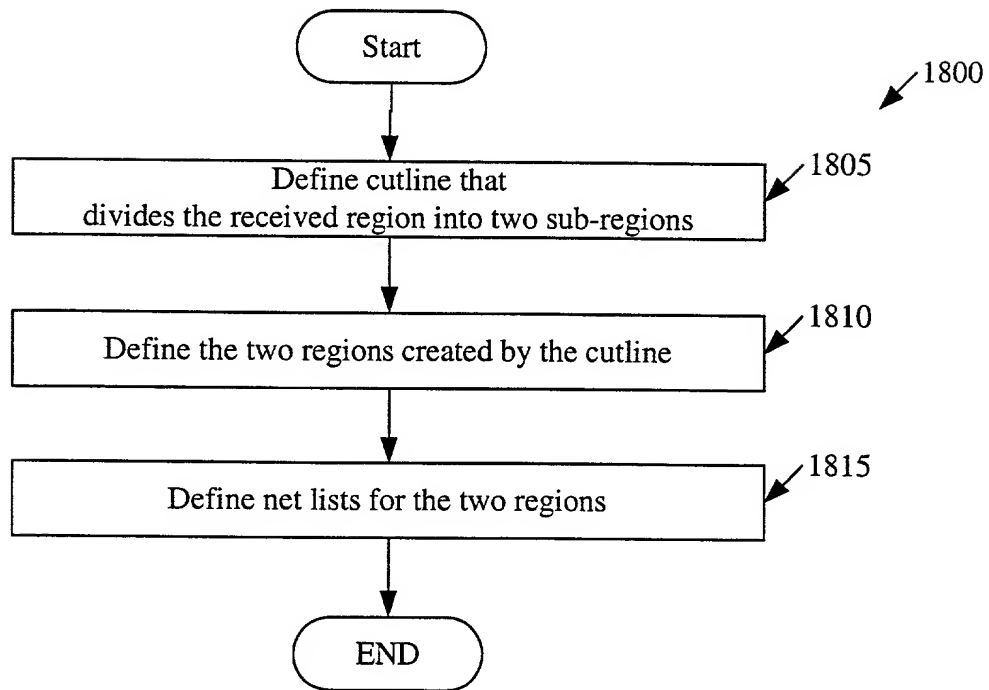 Start
1800
Define cutline that
divides the received region into two sub-regions
1805
Define the two regions created by the cutline
1810
Define net lists for the two regions
1815
END